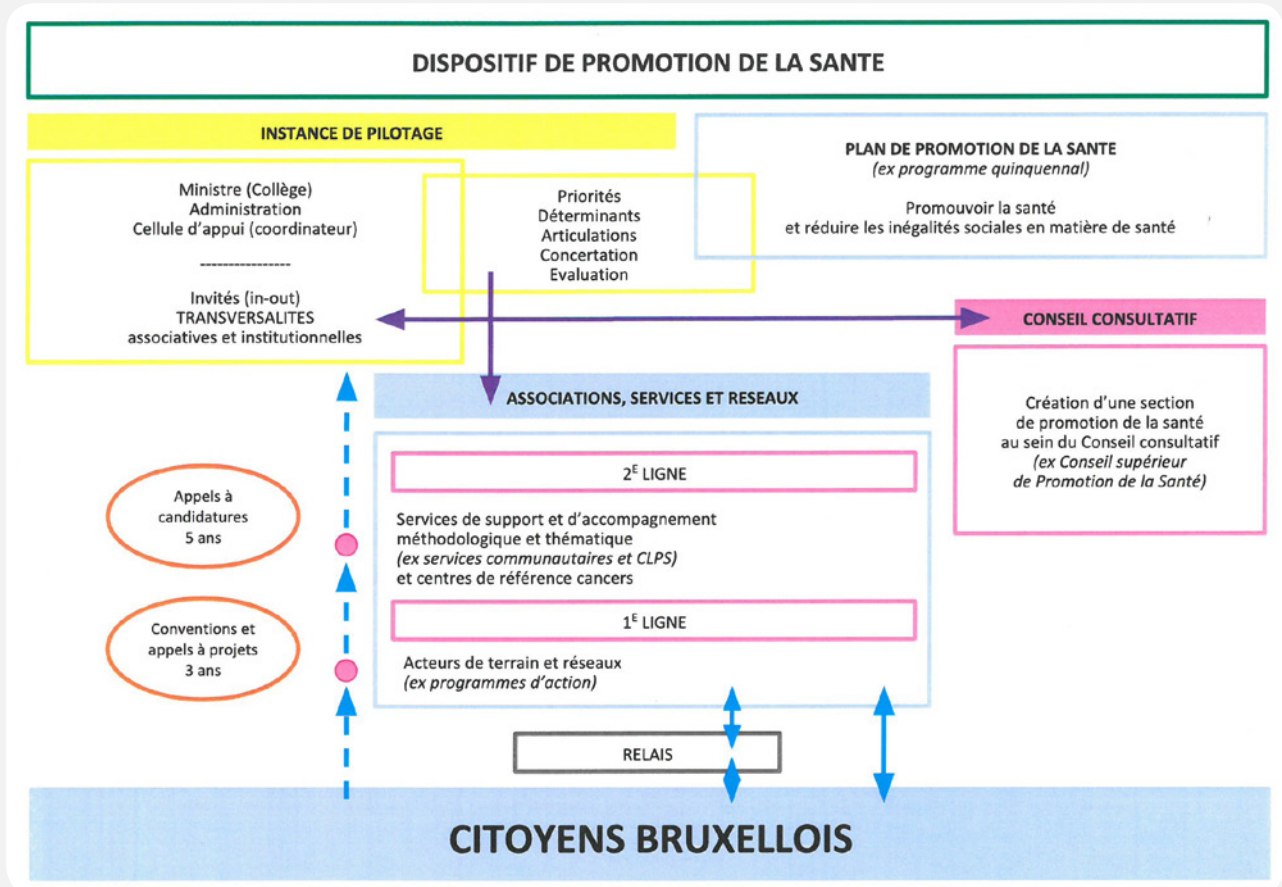 DISPOSITIF DE PROMOTION DE LA SANTE
INSTANCE DE PILOTAGE
Ministre (Collège)
Administration
Cellule d'appui (coordinateur)
----------------
Invités (in-out)
TRANSVERSALITES
associatives et institutionnelles
Priorités
Déterminants
Articulations
Concertation
Evaluation
PLAN DE PROMOTION DE LA SANTE
(ex programme quinquennal)
Promouvoir la santé
et réduire les inégalités sociales en matière de santé
CONSEIL CONSULTATIF
Création d'une section
de promotion de la santé
au sein du Conseil consultatif
(ex Conseil supérieur
de Promotion de la Santé)
ASSOCIATIONS, SERVICES ET RESEAUX
2E LIGNE
Services de support et d'accompagnement
méthodologique et thématique
(ex services communautaires et CLPS)
et centres de référence cancers
1E LIGNE
Acteurs de terrain et réseaux
(ex programmes d'action)
Appels à
candidatures
5 ans
Conventions et
appels à projets
3 ans
RELAIS
CITOYENS BRUXELLOIS